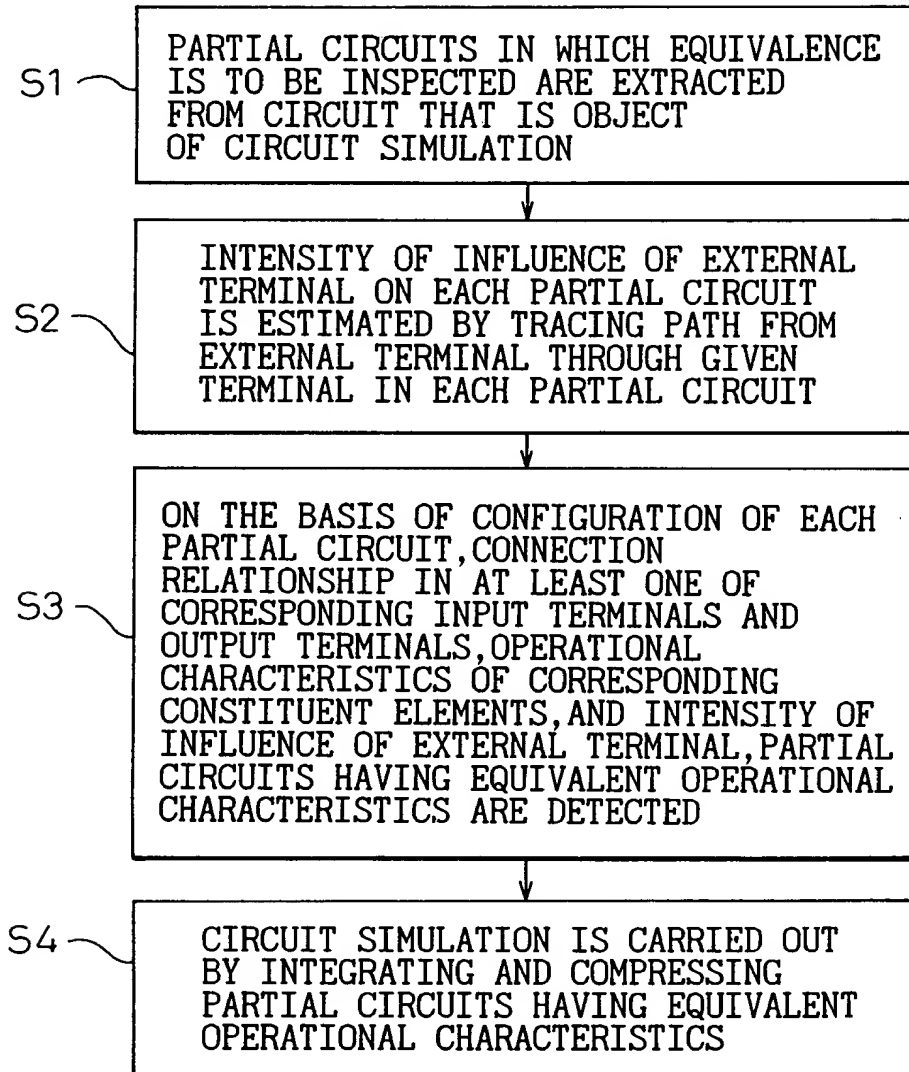 S1
PARTIAL CIRCUITS IN WHICH EQUIVALENCE
IS TO BE INSPECTED ARE EXTRACTED
FROM CIRCUIT THAT IS OBJECT
OF CIRCUIT SIMULATION
S2
INTENSITY OF INFLUENCE OF EXTERNAL
TERMINAL ON EACH PARTIAL CIRCUIT
IS ESTIMATED BY TRACING PATH FROM
EXTERNAL TERMINAL THROUGH GIVEN
TERMINAL IN EACH PARTIAL CIRCUIT
S3
ON THE BASIS OF CONFIGURATION OF EACH
PARTIAL CIRCUIT,CONNECTION
RELATIONSHIP IN AT LEAST ONE OF
CORRESPONDING INPUT TERMINALS AND
OUTPUT TERMINALS,OPERATIONAL
CHARACTERISTICS OF CORRESPONDING
CONSTITUENT ELEMENTS,AND INTENSITY OF
INFLUENCE OF EXTERNAL TERMINAL,PARTIAL
CIRCUITS HAVING EQUIVALENT OPERATIONAL
CHARACTERISTICS ARE DETECTED
S4
CIRCUIT SIMULATION IS CARRIED OUT
BY INTEGRATING AND COMPRESSING
PARTIAL CIRCUITS HAVING EQUIVALENT
OPERATIONAL CHARACTERISTICS